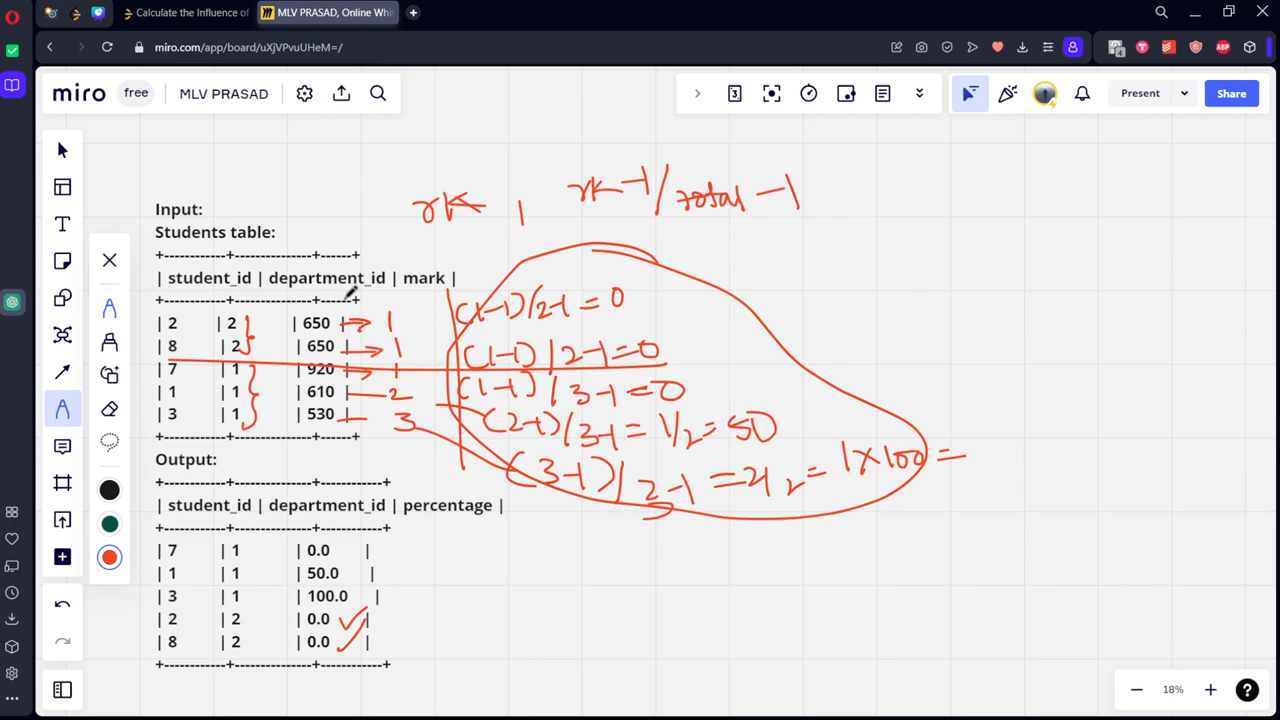 Calculate the Influence of
MLV PRASAD, Online Whi
miro.com/app/board/uXjVPvuUHeM=/
miro free MLV PRASAD
Present Share
rk , rk-1/total-1
Input:
Students table:
+------------+--------------+------+
| student_id | department_id | mark |
+------------+--------------+------+
| 2 | 2 | 650 | → 1 (1-1)/2-1 = 0
| 8 | 2 | 650 | → 1 (1-1)/2-1=0
| 7 | 1 | 920 | → 1 (1-1)/3-1=0
| 1 | 1 | 610 | 2 (2-1)/3-1= 1/2= 50
| 3 | 1 | 530 | 3 (3-1)/3-1 =2/2= 1x100=
+------------+--------------+------+
Output:
+------------+--------------+------------+
| student_id | department_id | percentage |
+------------+--------------+------------+
| 7 | 1 | 0.0 |
| 1 | 1 | 50.0 |
| 3 | 1 | 100.0 |
| 2 | 2 | 0.0 |
| 8 | 2 | 0.0 |
+------------+--------------+------------+
18%